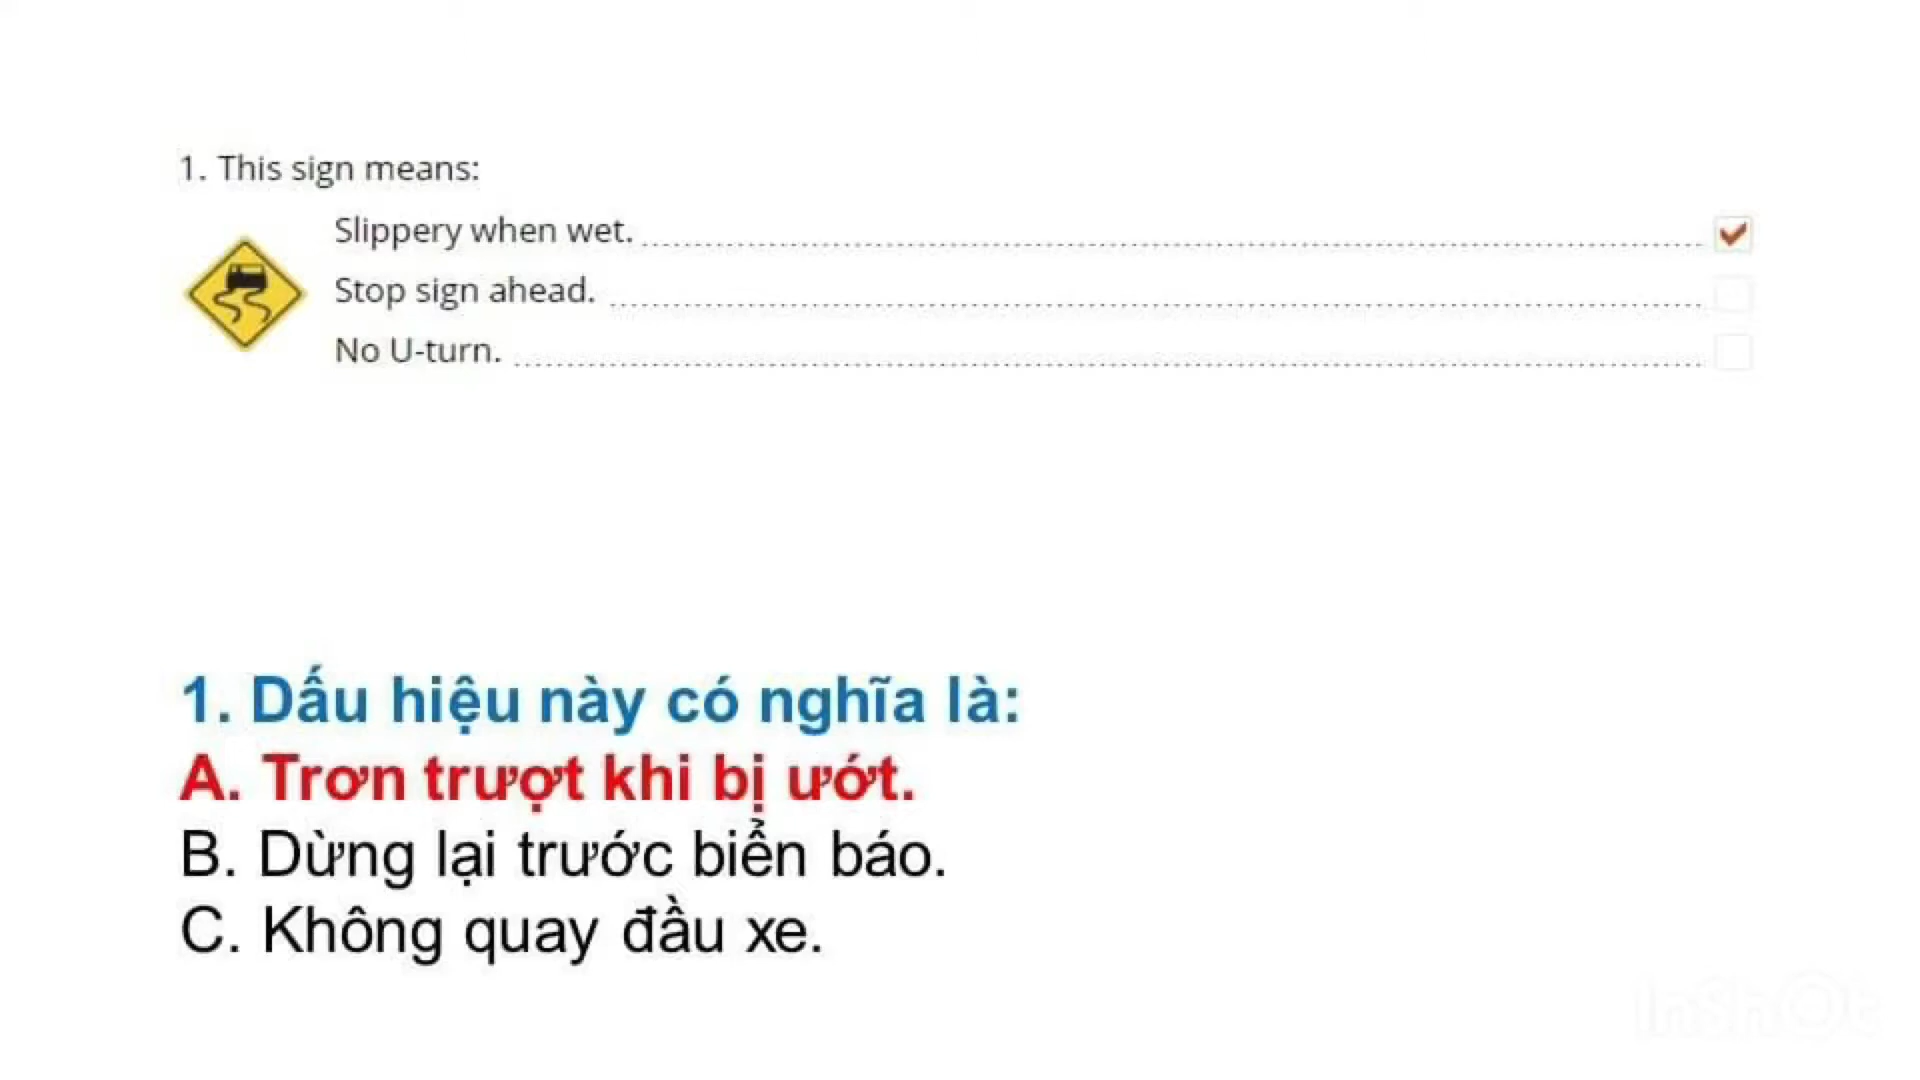 1. This sign means:
Slippery when wet.
Stop sign ahead.
No U-turn.
1. Dấu hiệu này có nghĩa là:
A. Trơn trượt khi bị ướt.
B. Dừng lại trước biển báo.
C. Không quay đầu xe.
InShOt